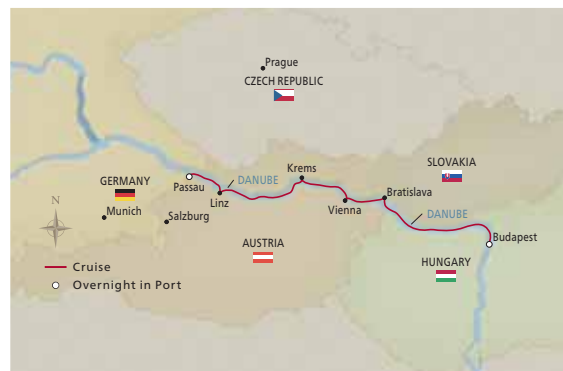 Prague
CZECH REPUBLIC
Krems
SLOVAKIA
GERMANY
Passau
DANUBE
Linz
Bratislava
Vienna
DANUBE
Munich
Salzburg
N
Budapest
AUSTRIA
HUNGARY
Cruise
Overnight in Port